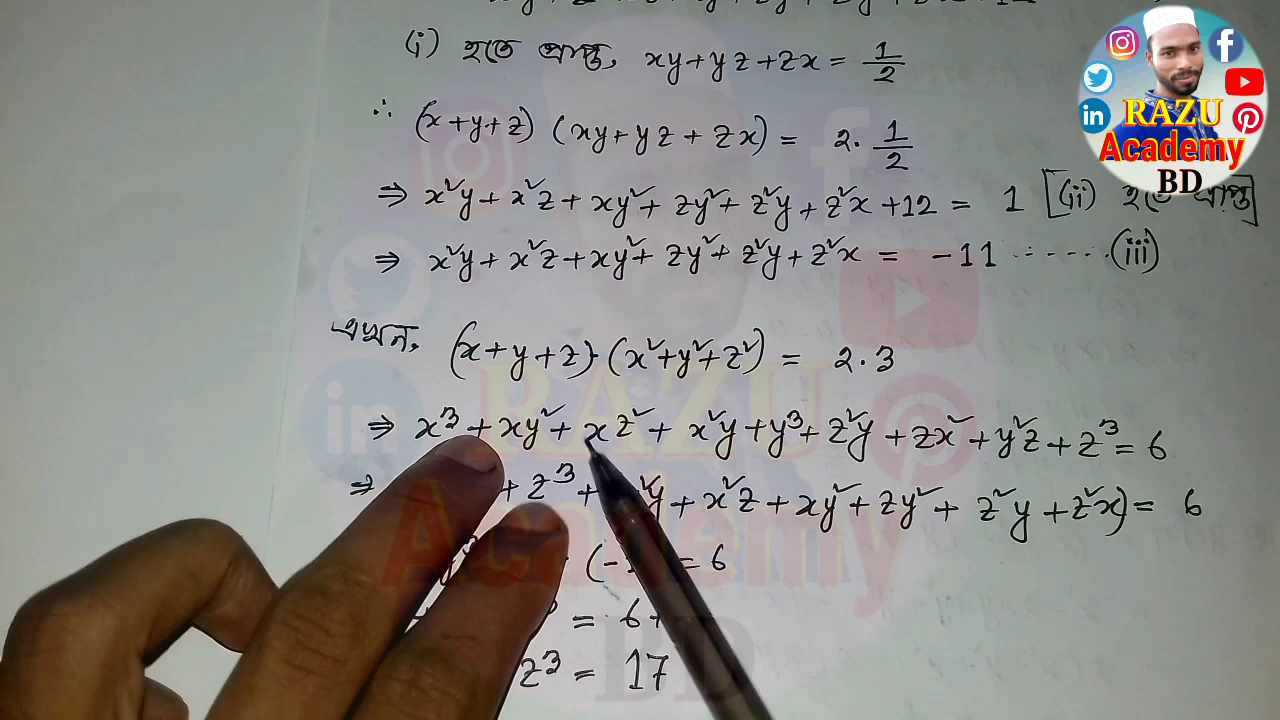 (i) হতে প্রাপ্ত, xy+yz+zx = 1/2
∴ (x+y+z) (xy+yz+zx) = 2. 1/2
⇒ x²y + x²z + xy² + zy² + z²y + z²x + 12 = 1 [(ii) হতে প্রাপ্ত]
⇒ x²y + x²z + xy² + zy² + z²y + z²x = -11 ......(iii)
এখন, (x+y+z).(x²+y²+z²) = 2.3
⇒ x³ + xy² + xz² + x²y + y³ + z²y + zx² + y²z + z³ = 6
⇒ + z³ + y + x²z + xy² + zy² + z²y + z²x) = 6
(- = 6
= 6+
z³ = 17
RAZU
Academy
BD
RAZU
Academy
BD